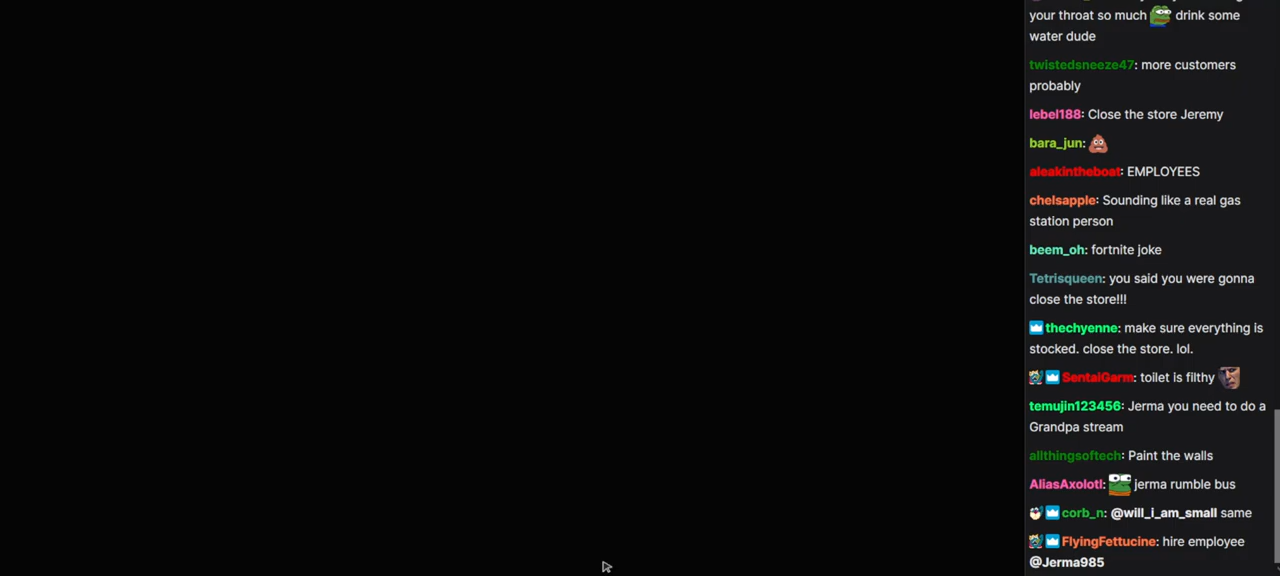 your throat so much drink some
water dude
twistedsneeze47: more customers
probably
lebel188: Close the store Jeremy
bara_jun:
aleakintheboat: EMPLOYEES
chelsapple: Sounding like a real gas
station person
beem_oh: fortnite joke
Tetrisqueen: you said you were gonna
close the store!!!
thechyenne: make sure everything is
stocked. close the store. lol.
SentaiGarm: toilet is filthy
temujin123456: Jerma you need to do a
Grandpa stream
allthingsoftech: Paint the walls
AliasAxolotl: jerma rumble bus
corb_n: @will_i_am_small same
FlyingFettucine: hire employee
@Jerma985